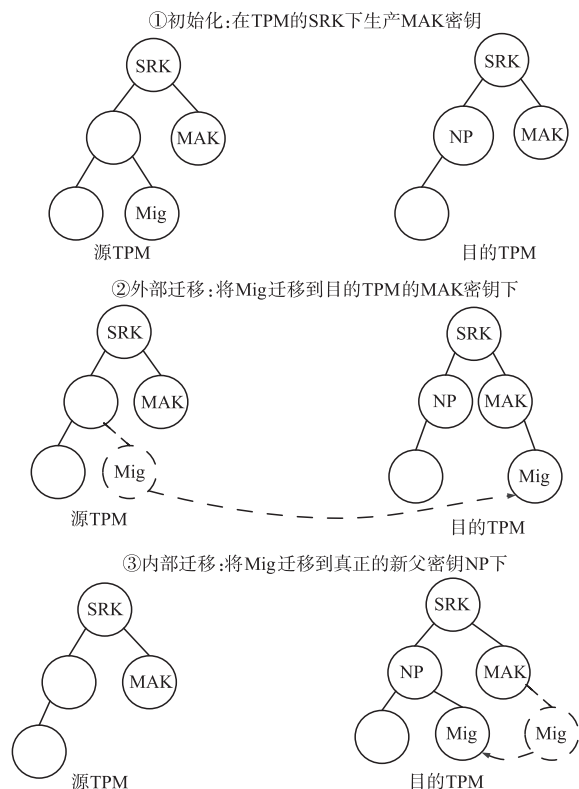 ①初始化:在TPM的SRK下生产MAK密钥
SRK
SRK
MAK
NP
MAK
Mig
源TPM
目的TPM
②外部迁移:将Mig迁移到目的TPM的MAK密钥下
SRK
SRK
MAK
NP
MAK
Mig
Mig
源TPM
目的TPM
③内部迁移:将Mig迁移到真正的新父密钥NP下
SRK
SRK
MAK
NP
MAK
Mig
Mig
源TPM
目的TPM